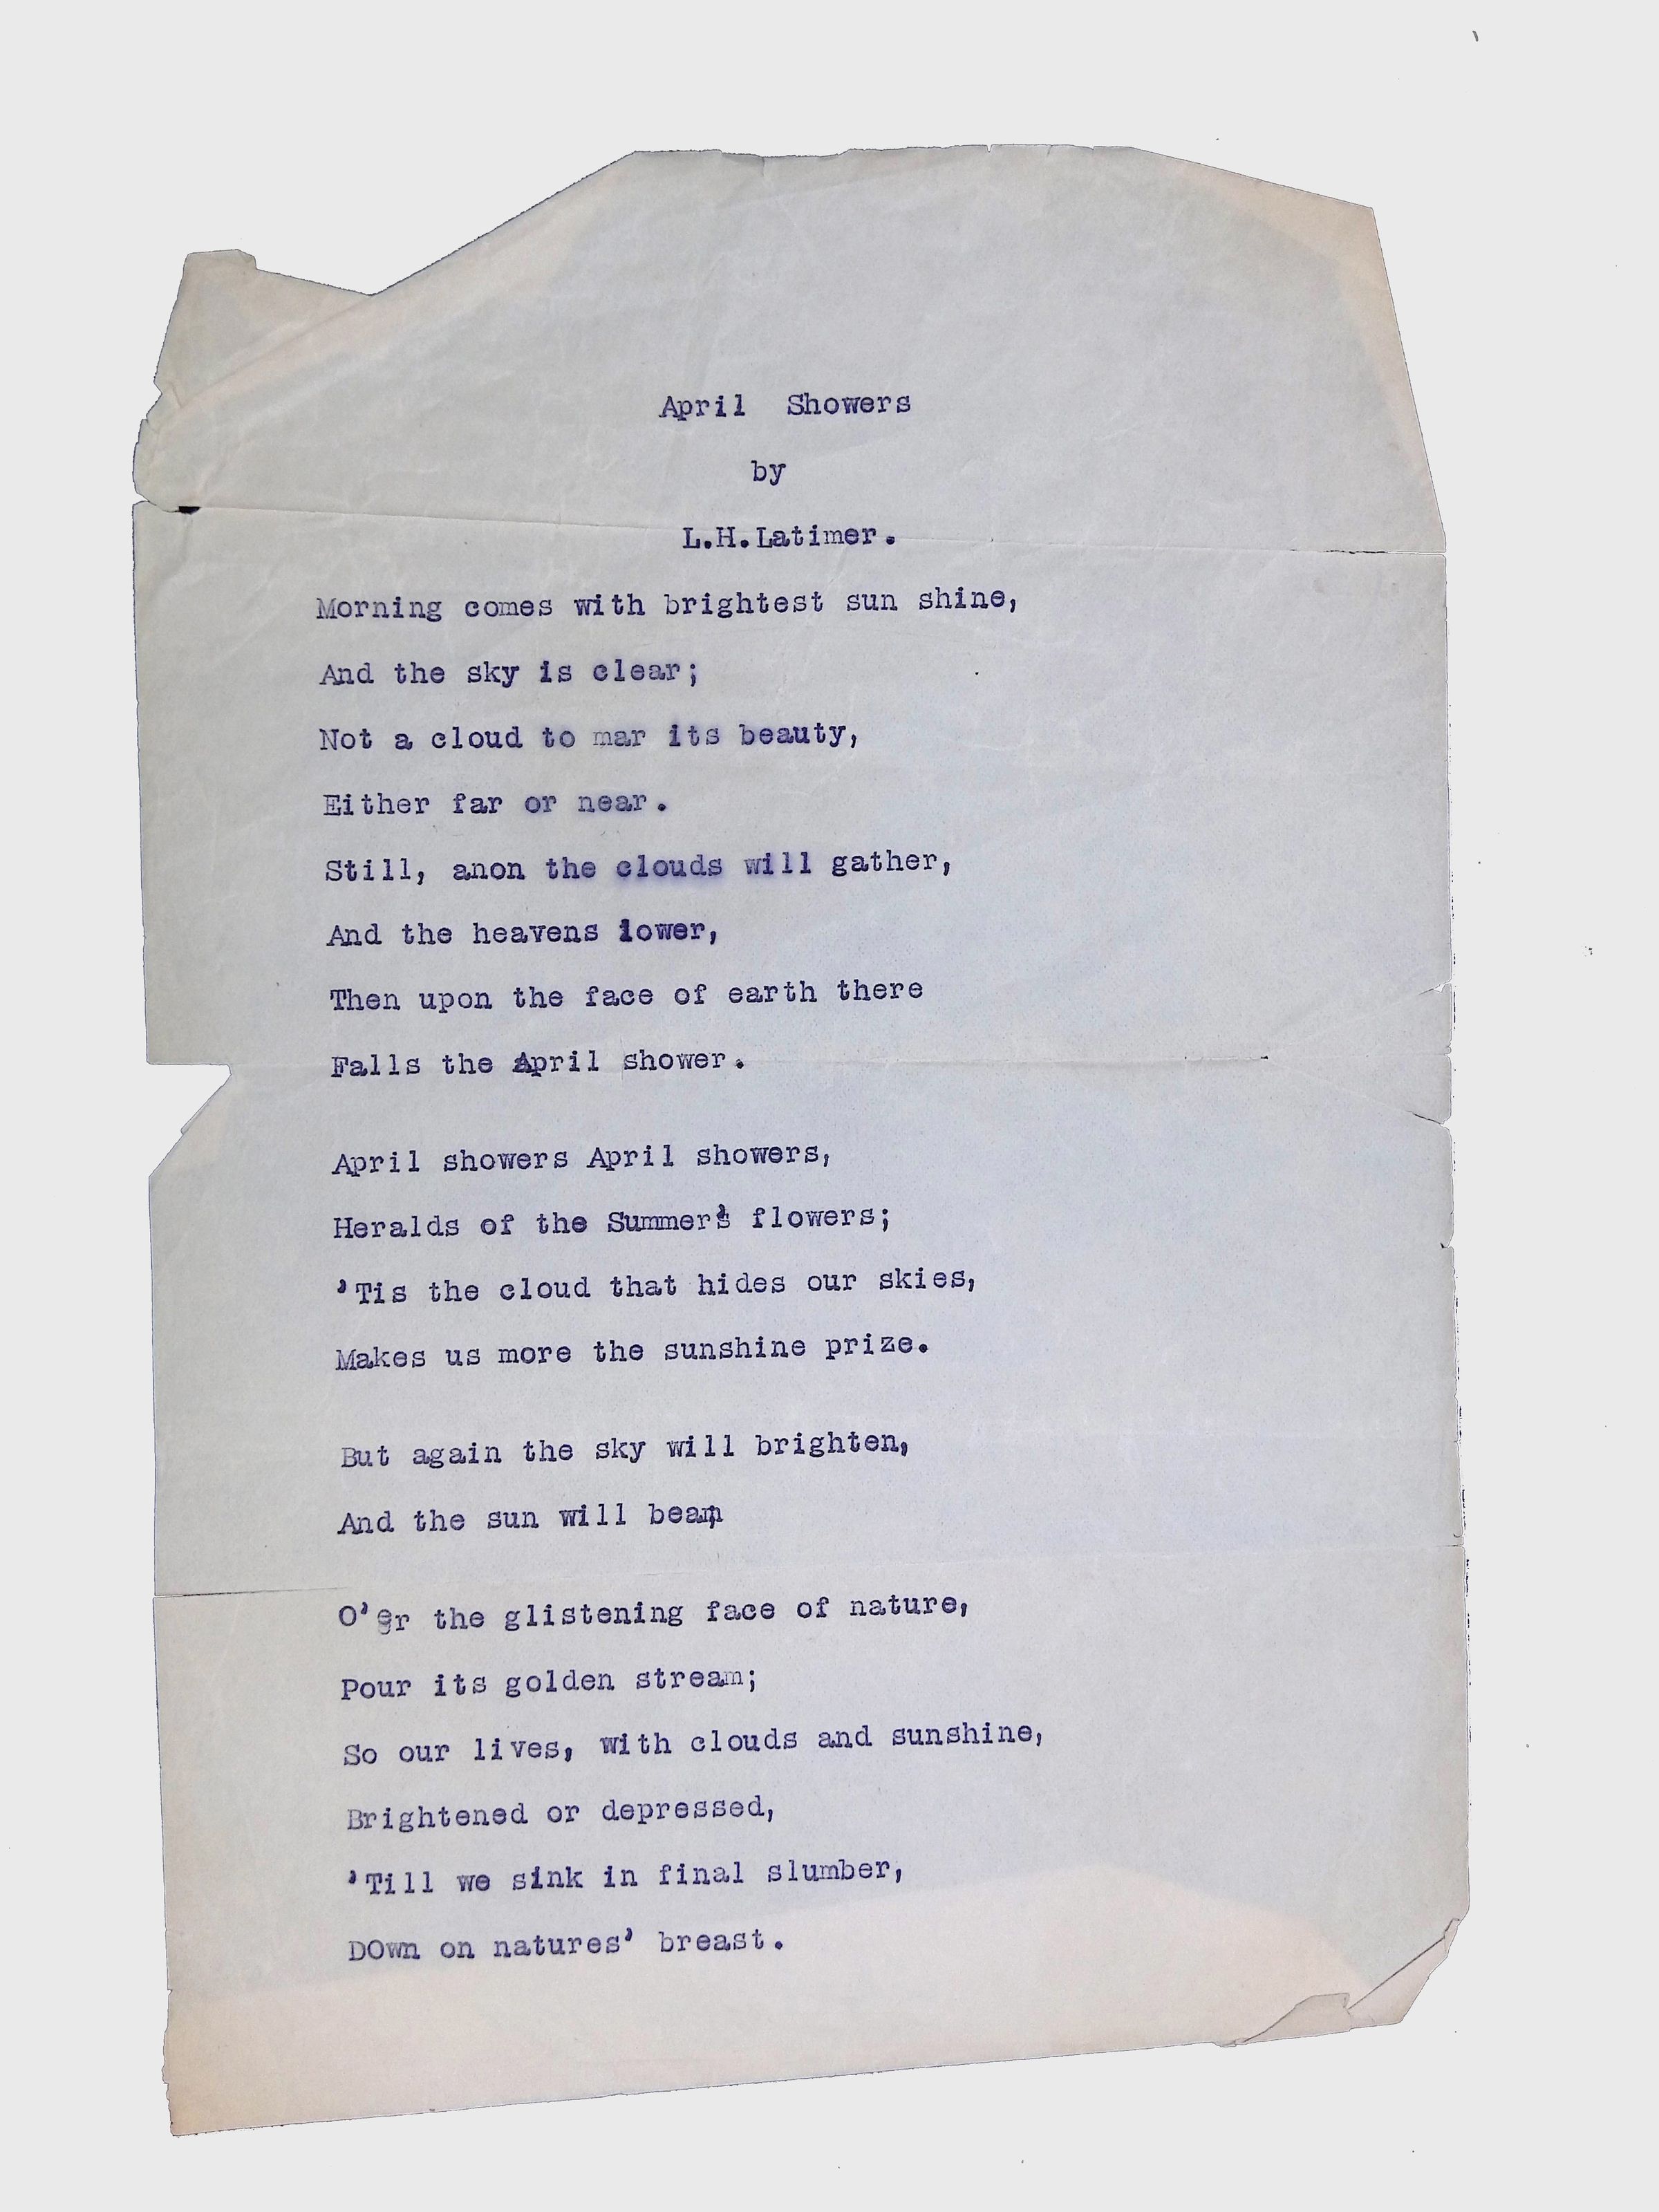 April  Showers
by
L.H.Latimer.
Morning comes with brightest sun shine,
And the sky is clear;
Not a cloud to mar its beauty,
Either far or near.
Still, anon the clouds will gather,
And the heavens lower,
Then upon the face of earth there
Falls the April shower.
April showers April showers,
Heralds of the Summer's flowers;
'Tis the cloud that hides our skies,
Makes us more the sunshine prize.
But again the sky will brighten,
And the sun will beam
O'er the glistening face of nature,
Pour its golden stream;
So our lives, with clouds and sunshine,
Brightened or depressed,
'Till we sink in final slumber,
DOwn on natures' breast.